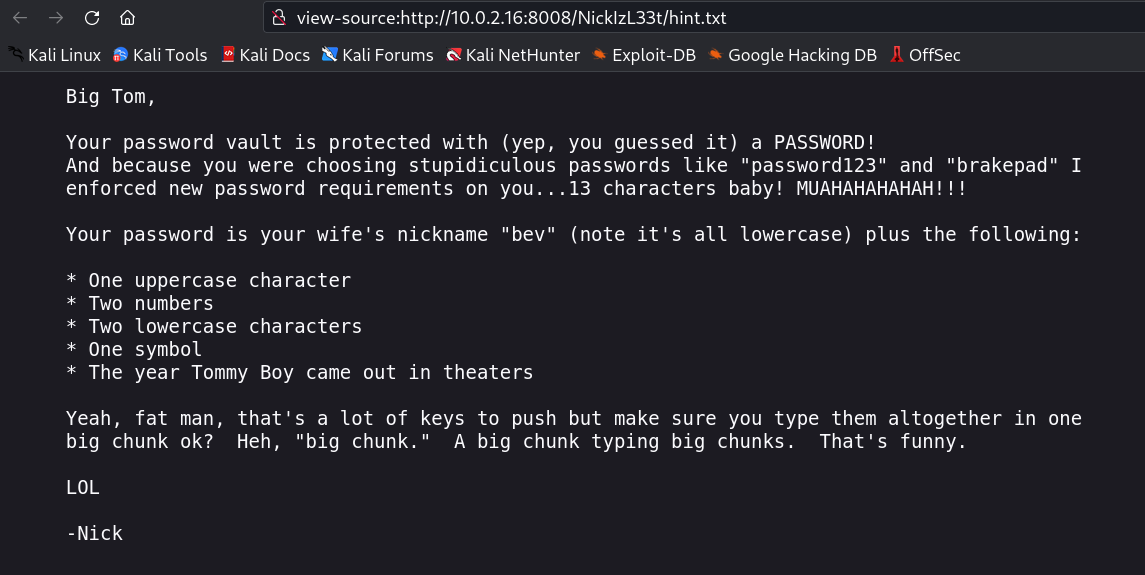 view-source:http://10.0.2.16:8008/NickIzL33t/hint.txt
Kali Linux Kali Tools Kali Docs Kali Forums Kali NetHunter Exploit-DB Google Hacking DB OffSec
Big Tom,
Your password vault is protected with (yep, you guessed it) a PASSWORD!
And because you were choosing stupidiculous passwords like "password123" and "brakepad" I
enforced new password requirements on you...13 characters baby! MUAHAHAHAHAH!!!
Your password is your wife's nickname "bev" (note it's all lowercase) plus the following:
* One uppercase character
* Two numbers
* Two lowercase characters
* One symbol
* The year Tommy Boy came out in theaters
Yeah, fat man, that's a lot of keys to push but make sure you type them altogether in one
big chunk ok?  Heh, "big chunk."  A big chunk typing big chunks.  That's funny.
LOL
-Nick